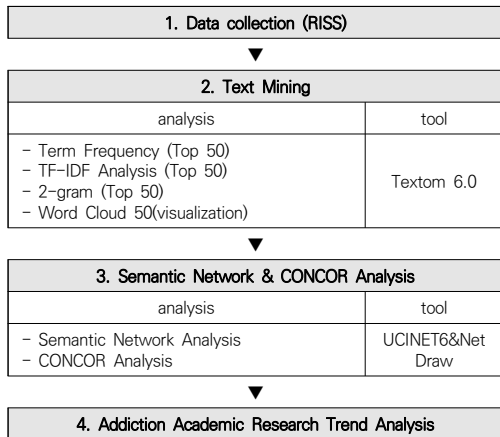 1. Data collection (RISS)
▼
2. Text Mining
analysis
tool
- Term Frequency (Top 50)
- TF-IDF Analysis (Top 50)
- 2-gram (Top 50)
- Word Cloud 50(visualization)
Textom 6.0
▼
3. Semantic Network & CONCOR Analysis
analysis
tool
- Semantic Network Analysis
- CONCOR Analysis
UCINET6&Net
Draw
▼
4. Addiction Academic Research Trend Analysis